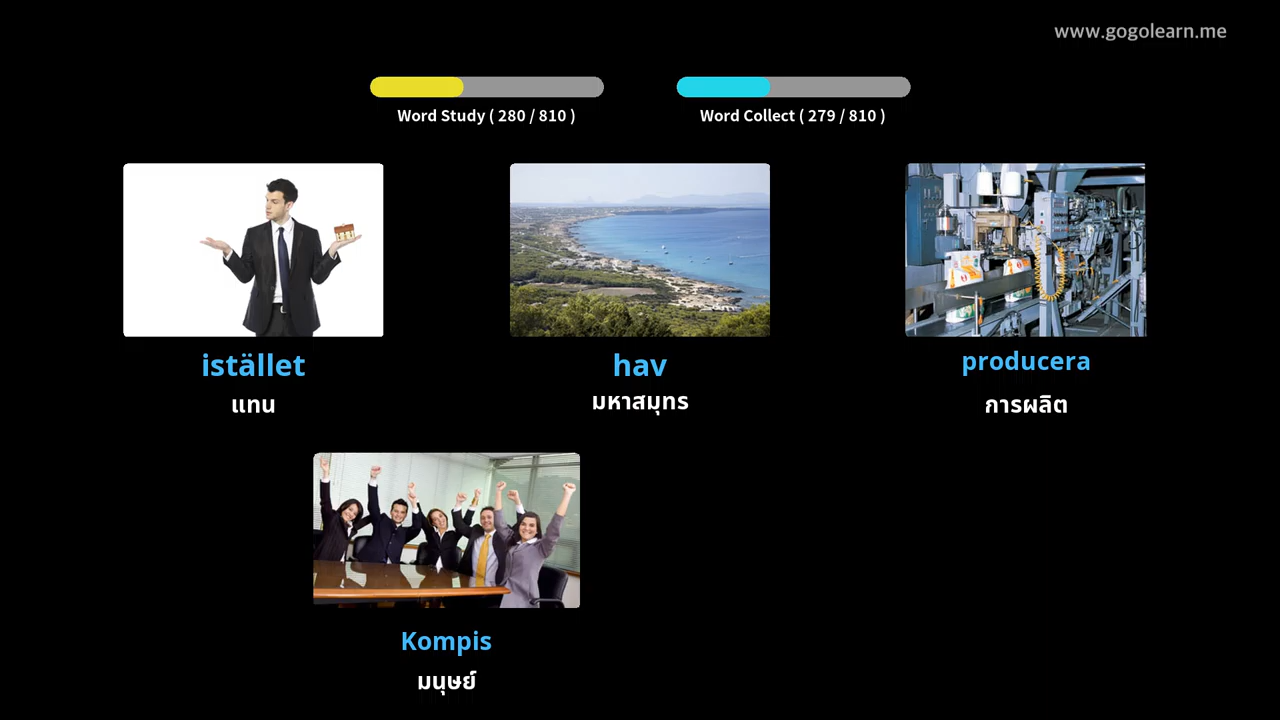 www.gogolearn.me
Word Study ( 280 / 810 )
Word Collect ( 279 / 810 )
istället
hav
producera
แทน
มหาสมุทร
การผลิต
Kompis
มนุษย์